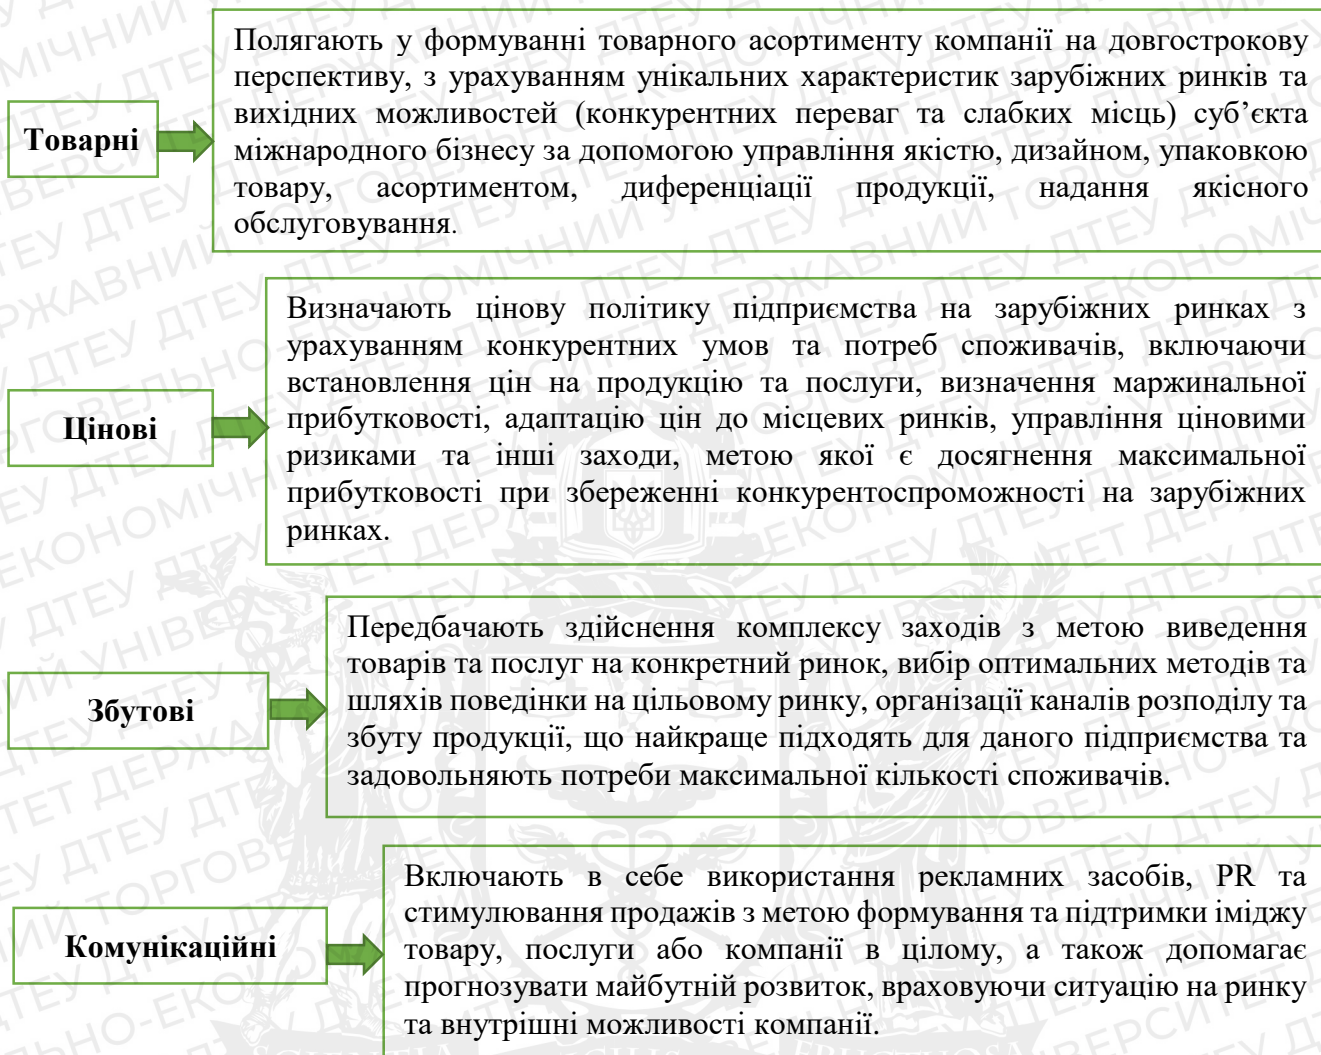 Товарні
Полягають у формуванні товарного асортименту компанії на довгострокову
перспективу, з урахуванням унікальних характеристик зарубіжних ринків та
вихідних можливостей (конкурентних переваг та слабких місць) суб’єкта
міжнародного бізнесу за допомогою управління якістю, дизайном, упаковкою
товару, асортиментом, диференціації продукції, надання якісного
обслуговування.
Цінові
Визначають цінову політику підприємства на зарубіжних ринках з
урахуванням конкурентних умов та потреб споживачів, включаючи
встановлення цін на продукцію та послуги, визначення маржинальної
прибутковості, адаптацію цін до місцевих ринків, управління ціновими
ризиками та інші заходи, метою якої є досягнення максимальної
прибутковості при збереженні конкурентоспроможності на зарубіжних
ринках.
Збутові
Передбачають здійснення комплексу заходів з метою виведення
товарів та послуг на конкретний ринок, вибір оптимальних методів та
шляхів поведінки на цільовому ринку, організації каналів розподілу та
збуту продукції, що найкраще підходять для даного підприємства та
задовольняють потреби максимальної кількості споживачів.
Комунікаційні
Включають в себе використання рекламних засобів, PR та
стимулювання продажів з метою формування та підтримки іміджу
товару, послуги або компанії в цілому, а також допомагає
прогнозувати майбутній розвиток, враховуючи ситуацію на ринку
та внутрішні можливості компанії.